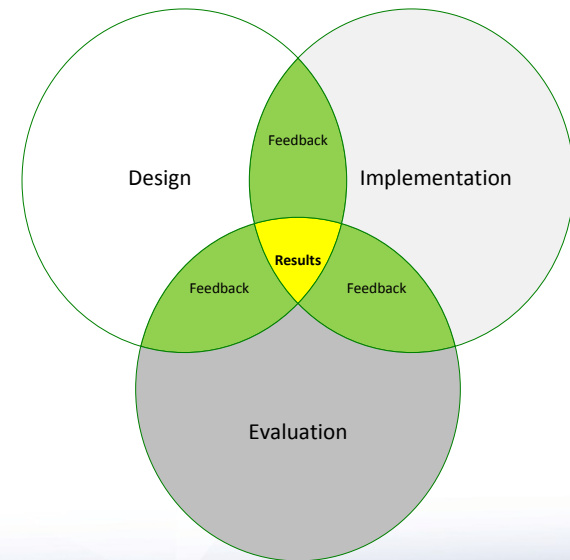 Feedback
Design
Implementation
Results
Feedback
Feedback
Evaluation